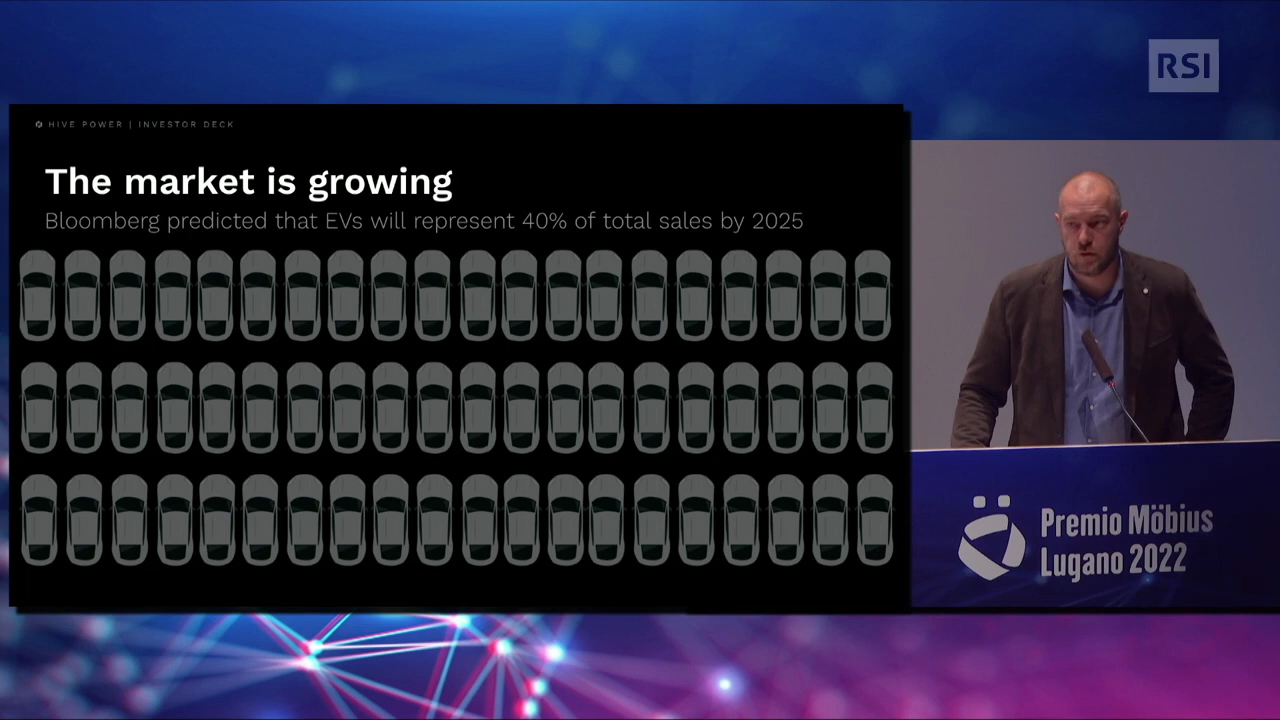 RSI
HIVE POWER | INVESTOR DECK
The market is growing
Bloomberg predicted that EVs will represent 40% of total sales by 2025
Premio Möbius
Lugano 2022